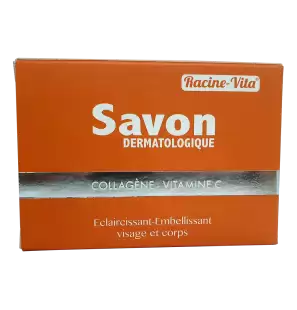 Racine-Vita®
Savon
DERMATOLOGIQUE
COLLAGÈNE - VITAMINE C
Eclaircissant-Embellissant
visage et corps